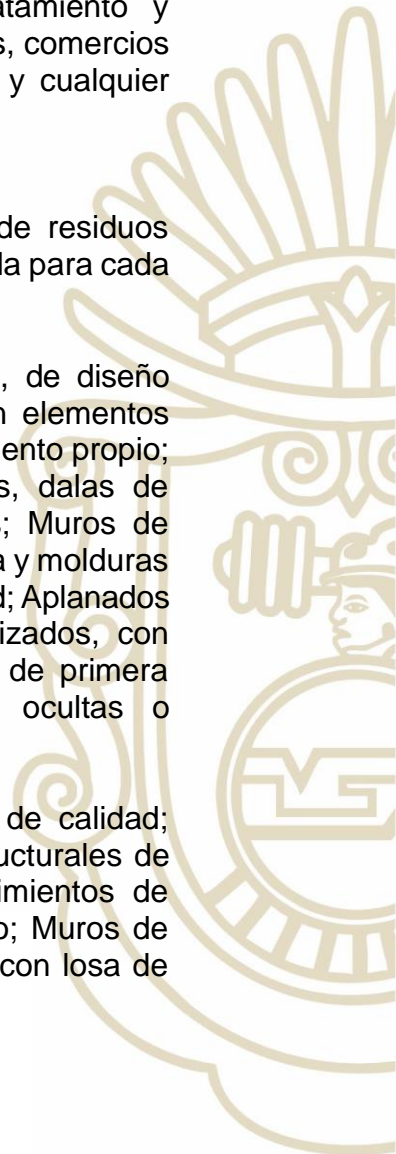 atamiento y
s, comercios
y cualquier
de residuos
da para cada
, de diseño
n elementos
ento propio;
s, dalas de
; Muros de
a y molduras
d; Aplanados
izados, con
de primera
ocultas o
de calidad;
ucturales de
imientos de
o; Muros de
con losa de